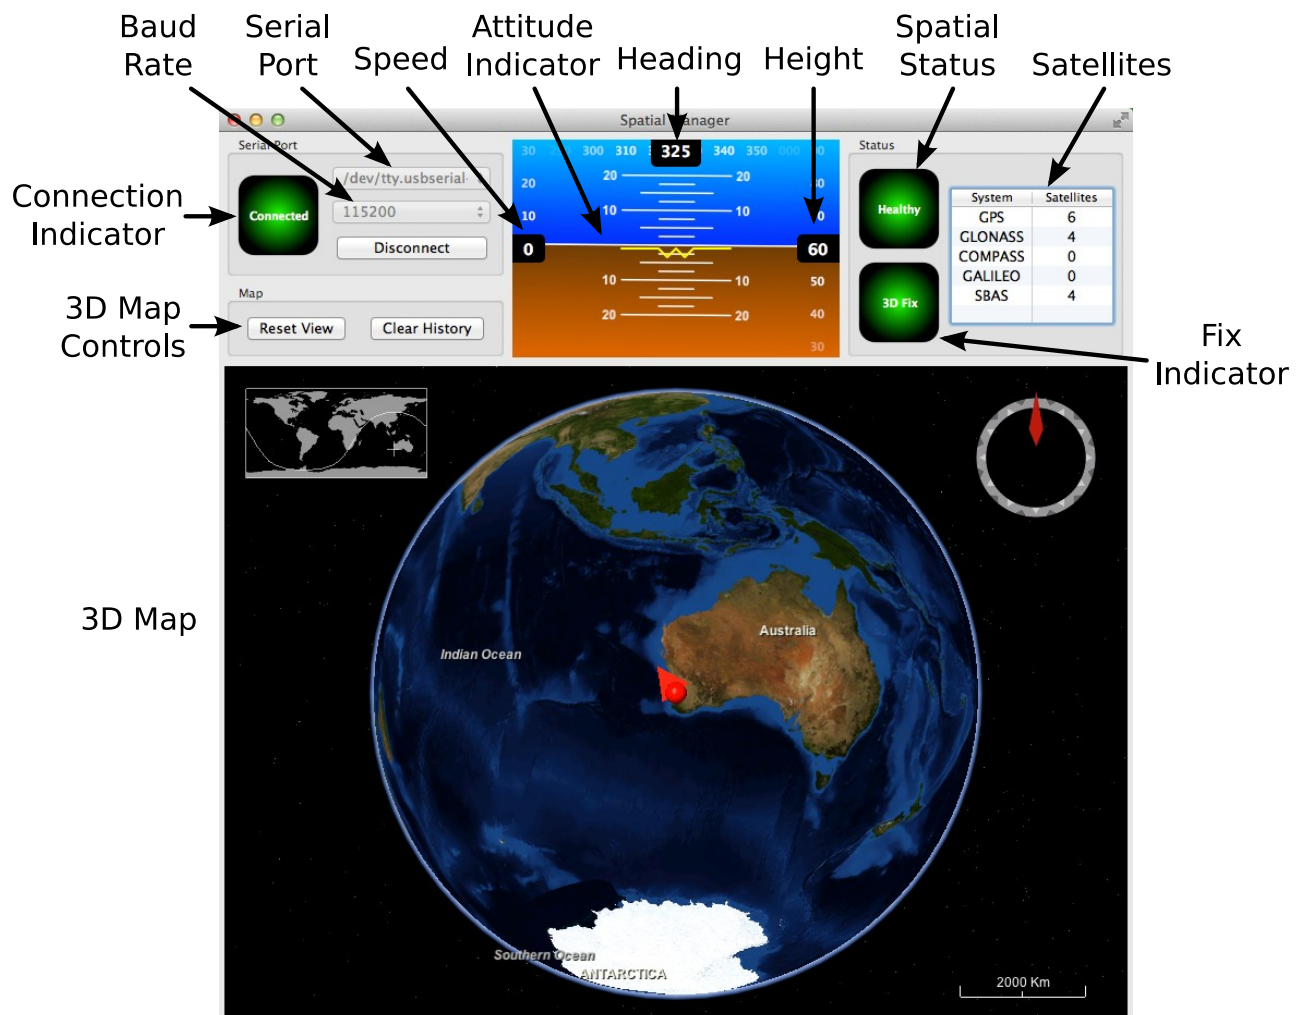 Baud
Rate
Serial
Port
Speed
Attitude
Indicator
Heading
Height
Spatial
Status
Satellites
Connection
Indicator
3D Map
Controls
3D Map
Fix
Indicator
Serial Port
Connected
/dev/tty.usbserial-
115200
Disconnect
Map
Reset View
Clear History
300 310 325 340 350 000
20 20
10 10
20
10
0
60
50
40
30
10 10
20 20
Status
Healthy
3D Fix
System Satellites
GPS 6
GLONASS 4
COMPASS 0
GALILEO 0
SBAS 4
Australia
Indian Ocean
Southern Ocean
ANTARCTICA
2000 Km